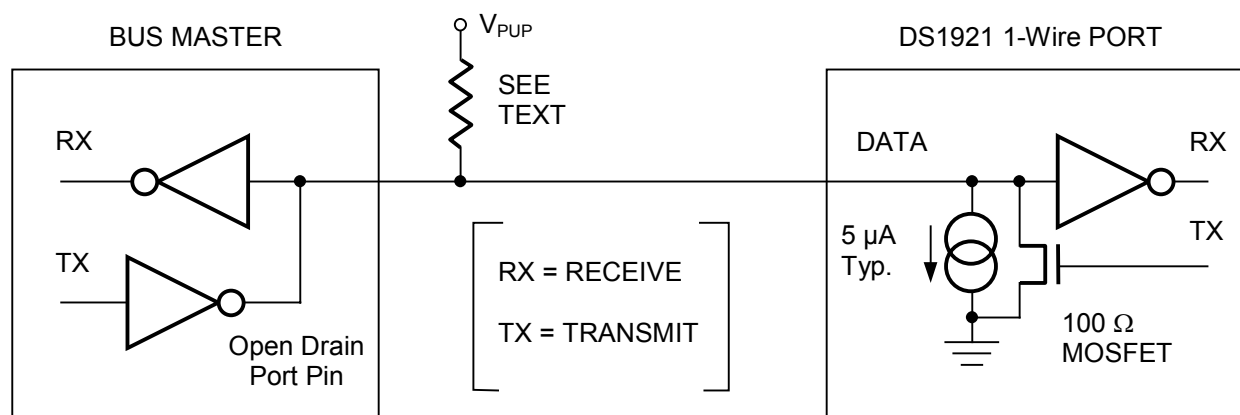 V_PUP
BUS MASTER
DS1921 1-Wire PORT
SEE
TEXT
RX
DATA
RX
TX
5 µA
Typ.
TX
RX = RECEIVE
TX = TRANSMIT
Open Drain
Port Pin
100 Ω
MOSFET